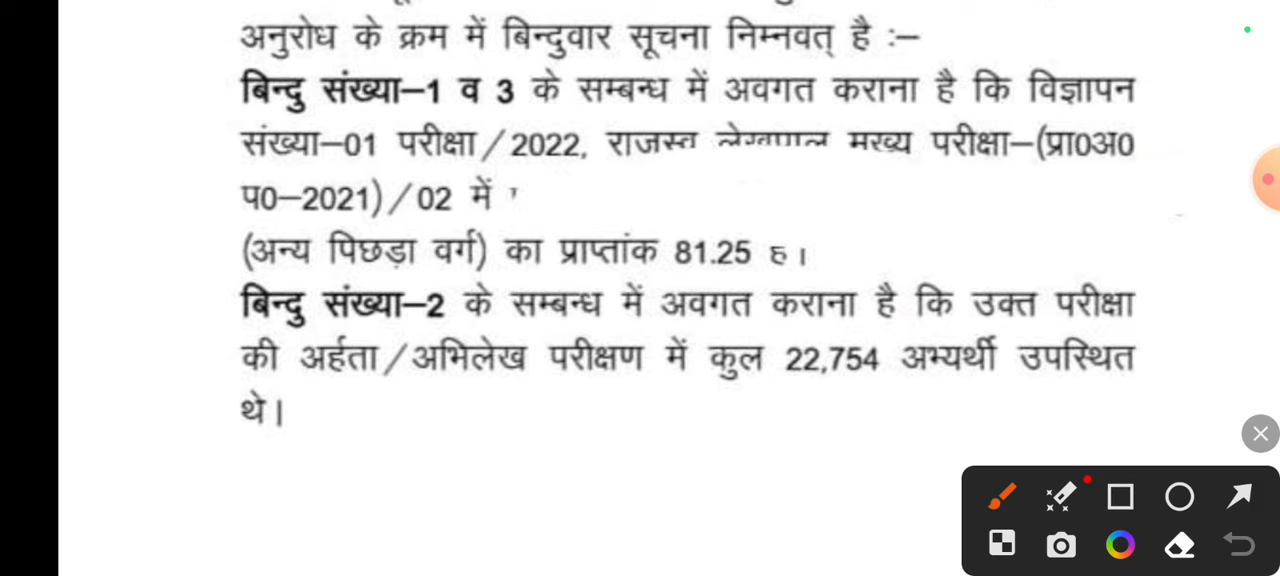 अनुरोध के क्रम में बिन्दुवार सूचना निम्नवत् है :–
बिन्दु संख्या–1 व 3 के सम्बन्ध में अवगत कराना है कि विज्ञापन
संख्या–01 परीक्षा/2022, राजस्व लेखपाल मुख्य परीक्षा–(प्रा0अ0
प0–2021)/02 में
(अन्य पिछड़ा वर्ग) का प्राप्तांक 81.25 है।
बिन्दु संख्या–2 के सम्बन्ध में अवगत कराना है कि उक्त परीक्षा
की अर्हता/अभिलेख परीक्षण में कुल 22,754 अभ्यर्थी उपस्थित
थे।